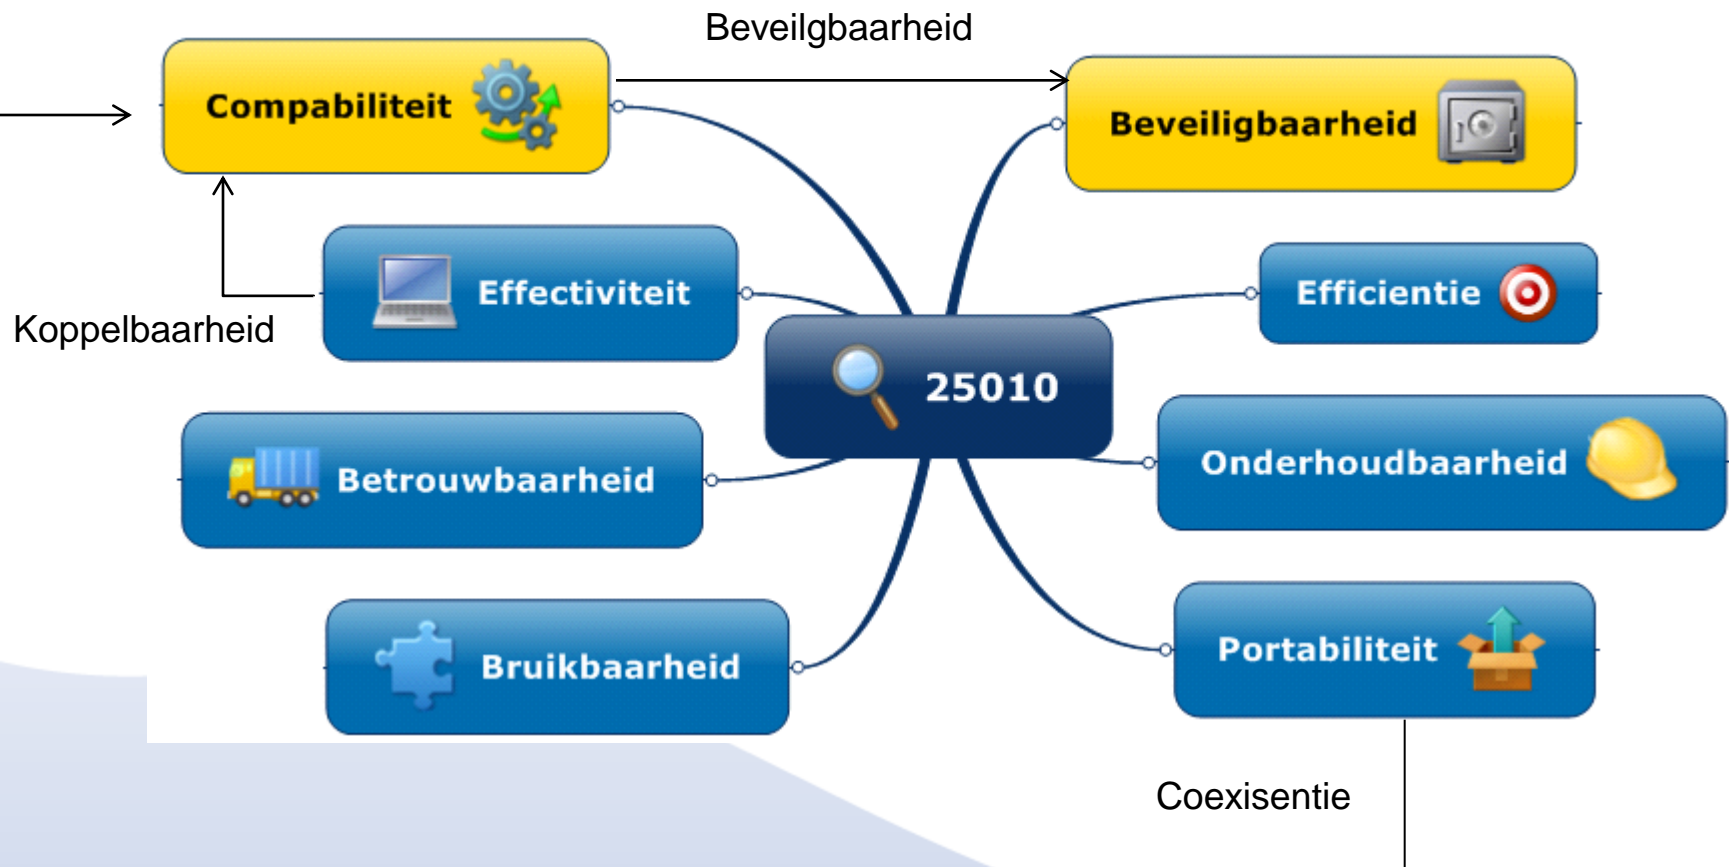 Beveilgbaarheid
Compabiliteit
Beveiligbaarheid
Effectiviteit
Efficientie
Koppelbaarheid
25010
Betrouwbaarheid
Onderhoudbaarheid
Bruikbaarheid
Portabiliteit
Coexisentie